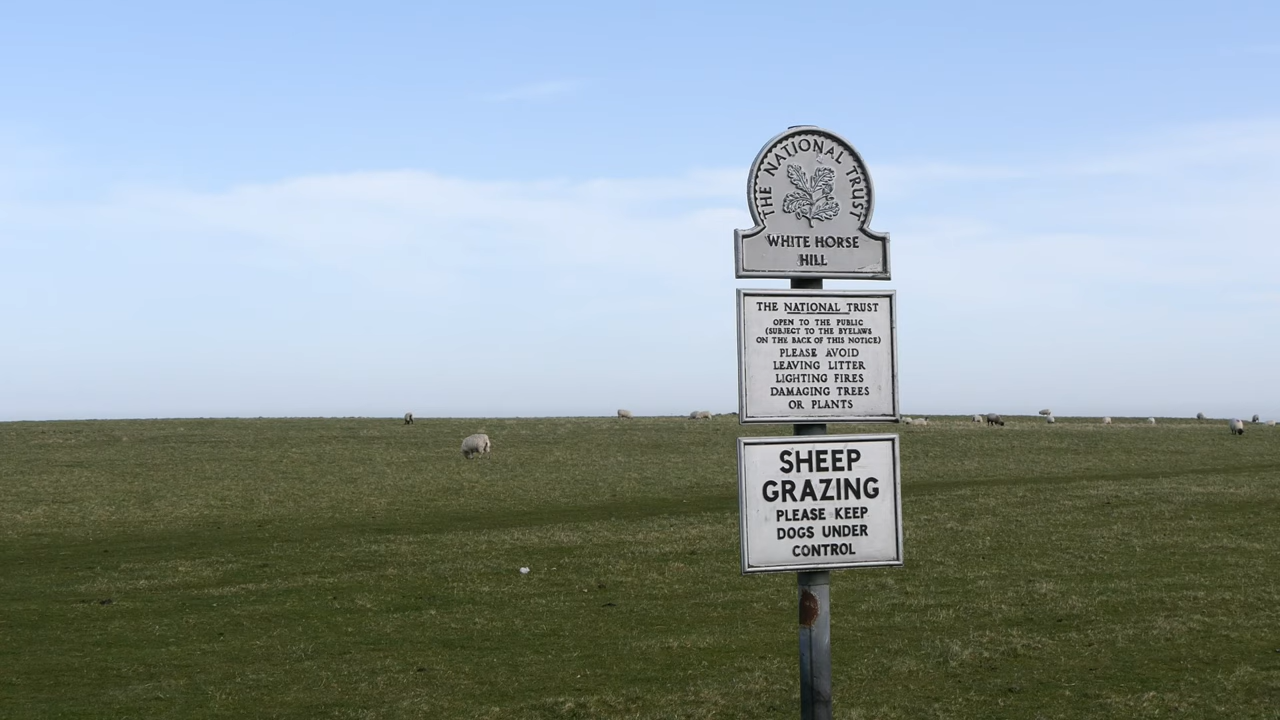 THE NATIONAL TRUST
WHITE HORSE
HILL
THE NATIONAL TRUST
OPEN TO THE PUBLIC
(SUBJECT TO THE BYELAWS
ON THE BACK OF THIS NOTICE)
PLEASE AVOID
LEAVING LITTER
LIGHTING FIRES
DAMAGING TREES
OR PLANTS
SHEEP
GRAZING
PLEASE KEEP
DOGS UNDER
CONTROL